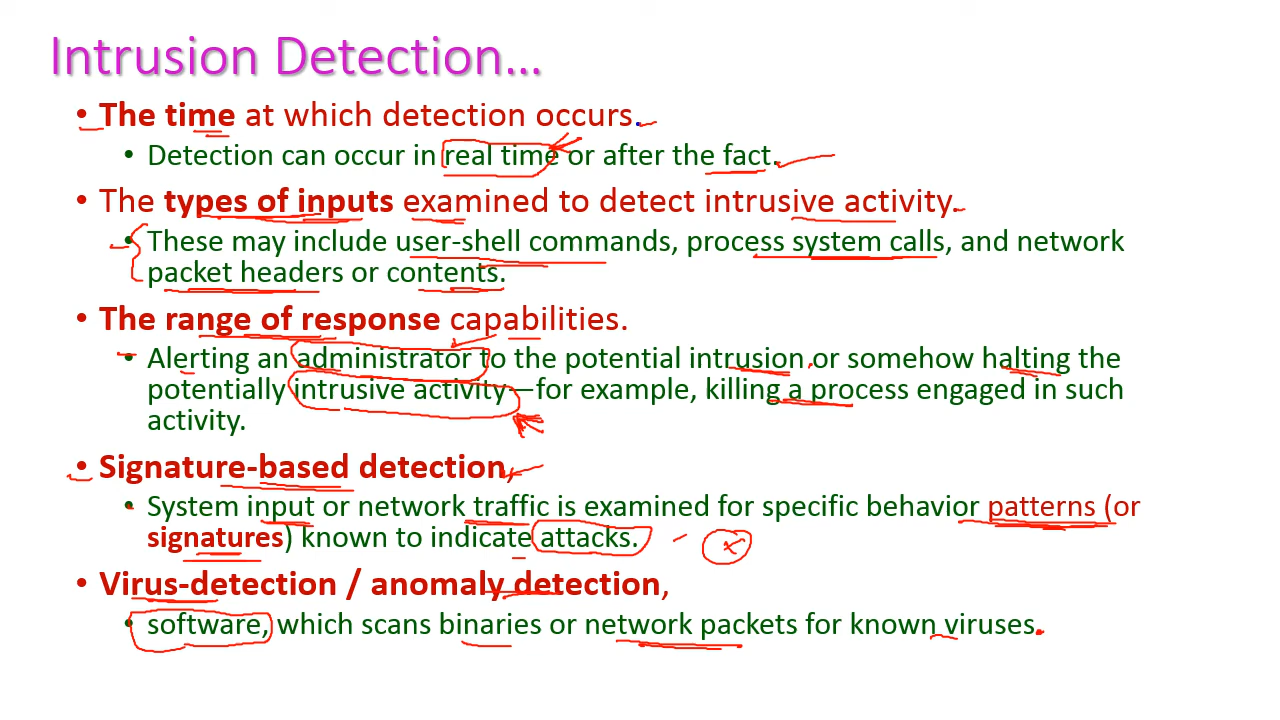 Intrusion Detection…
• The time at which detection occurs.
• Detection can occur in real time or after the fact.
• The types of inputs examined to detect intrusive activity.
• These may include user-shell commands, process system calls, and network
packet headers or contents.
• The range of response capabilities.
• Alerting an administrator to the potential intrusion or somehow halting the
potentially intrusive activity—for example, killing a process engaged in such
activity.
• Signature-based detection,
• System input or network traffic is examined for specific behavior patterns (or
signatures) known to indicate attacks.
• Virus-detection / anomaly detection,
• software, which scans binaries or network packets for known viruses.